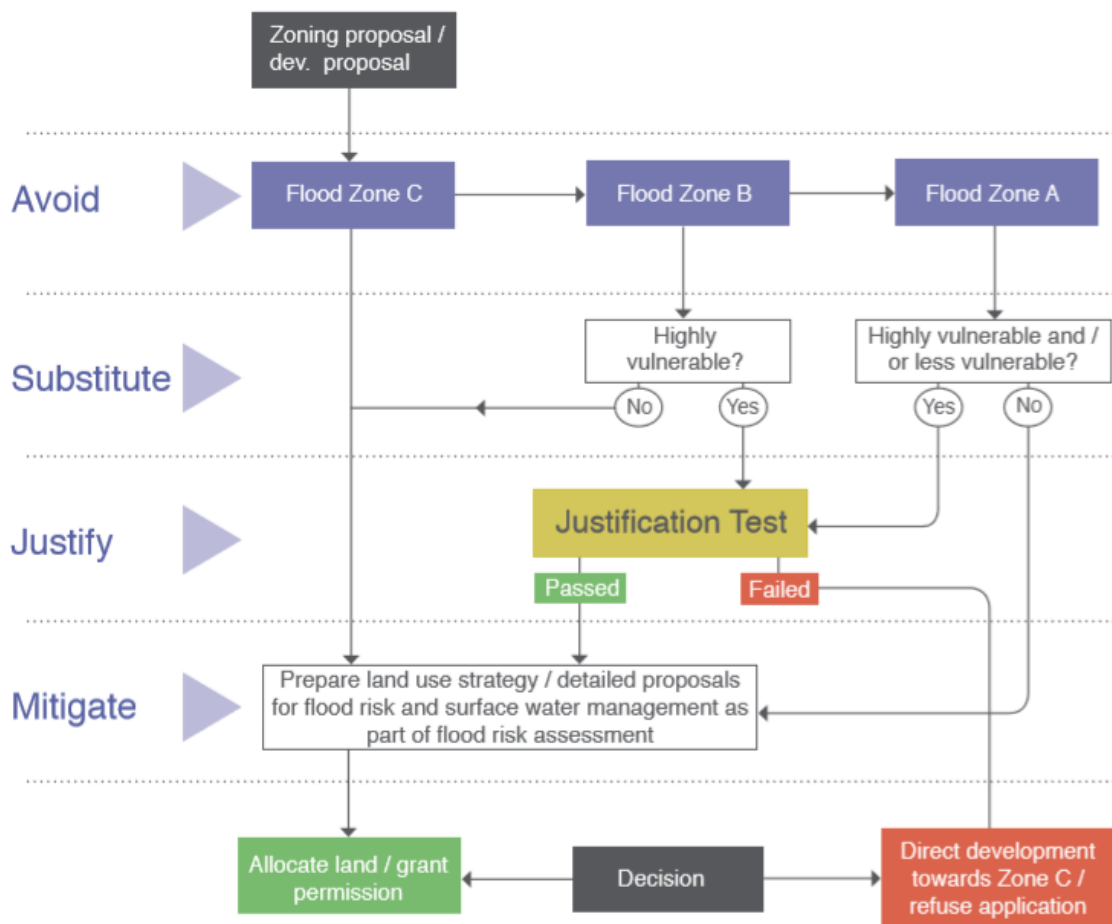 Zoning proposal /
dev. proposal
Avoid
Flood Zone C
Flood Zone B
Flood Zone A
Substitute
Highly
vulnerable?
Highly vulnerable and /
or less vulnerable?
No
Yes
Yes
No
Justify
Justification Test
Passed
Failed
Mitigate
Prepare land use strategy / detailed proposals
for flood risk and surface water management as
part of flood risk assessment
Allocate land / grant
permission
Decision
Direct development
towards Zone C /
refuse application